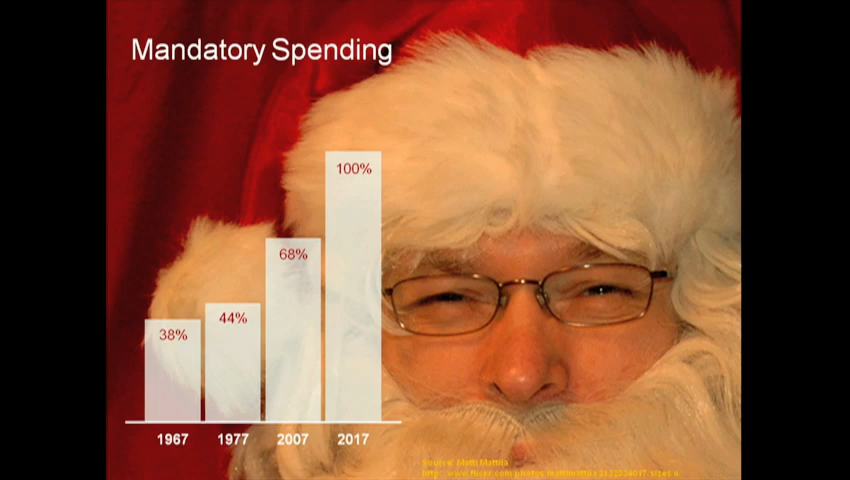 Mandatory Spending
100%
68%
44%
38%
1967 1977 2007 2017
Source: Matti Mattila